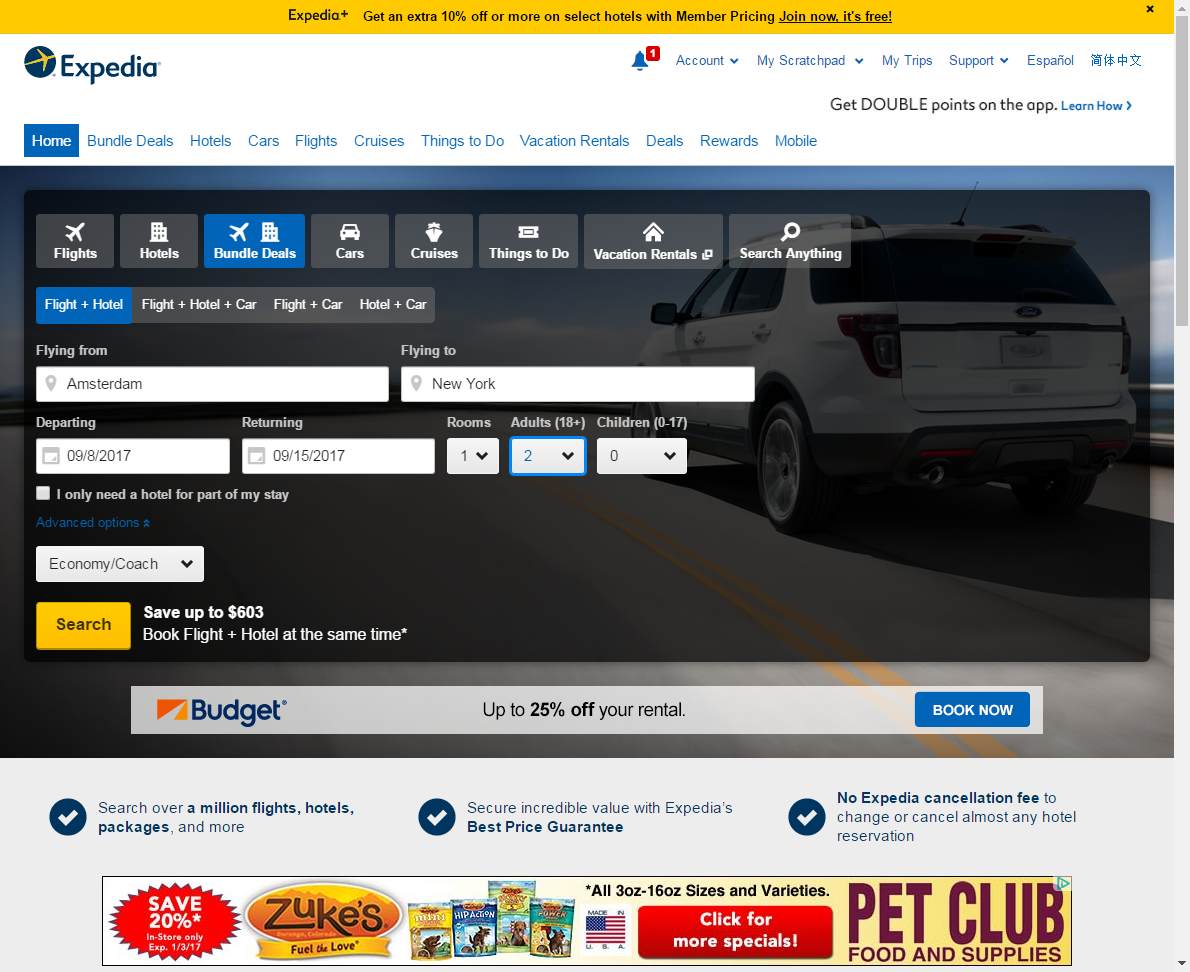 Expedia+ Get an extra 10% off or more on select hotels with Member Pricing Join now, it's free!
Expedia
1 Account My Scratchpad My Trips Support Español 简体中文
Get DOUBLE points on the app. Learn How
Home Bundle Deals Hotels Cars Flights Cruises Things to Do Vacation Rentals Deals Rewards Mobile
Flights Hotels Bundle Deals Cars Cruises Things to Do Vacation Rentals Search Anything
Flight + Hotel Flight + Hotel + Car Flight + Car Hotel + Car
Flying from Flying to
Amsterdam New York
Departing Returning Rooms Adults (18+) Children (0-17)
09/8/2017 09/15/2017 1 2 0
I only need a hotel for part of my stay
Advanced options
Economy/Coach
Search
Save up to $603
Book Flight + Hotel at the same time*
Budget® Up to 25% off your rental. BOOK NOW
Search over a million flights, hotels,
packages, and more
Secure incredible value with Expedia's
Best Price Guarantee
No Expedia cancellation fee to
change or cancel almost any hotel
reservation
SAVE
20%*
In-Store only
Exp. 1/3/17
Zuke's
Durango, Colorado
Fuel the Love
mini
HIP ACTION
POWER
*All 3oz-16oz Sizes and Varieties.
MADE IN
U.S.A.
Click for
more specials!
PET CLUB
FOOD AND SUPPLIES